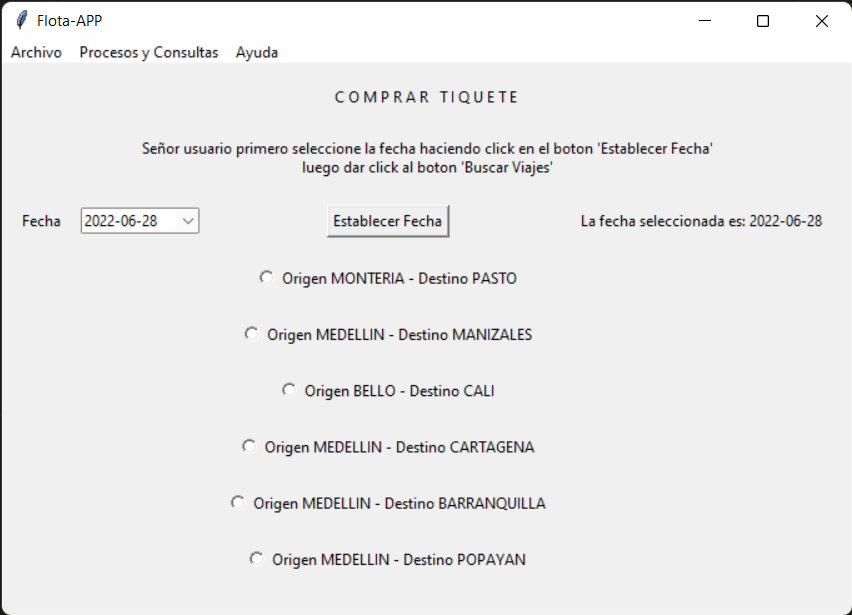 Flota-APP
Archivo Procesos y Consultas Ayuda
COMPRAR TIQUETE
Señor usuario primero seleccione la fecha haciendo click en el boton 'Establecer Fecha'
luego dar click al boton 'Buscar Viajes'
Fecha 2022-06-28 Establecer Fecha La fecha seleccionada es: 2022-06-28
Origen MONTERIA - Destino PASTO
Origen MEDELLIN - Destino MANIZALES
Origen BELLO - Destino CALI
Origen MEDELLIN - Destino CARTAGENA
Origen MEDELLIN - Destino BARRANQUILLA
Origen MEDELLIN - Destino POPAYAN